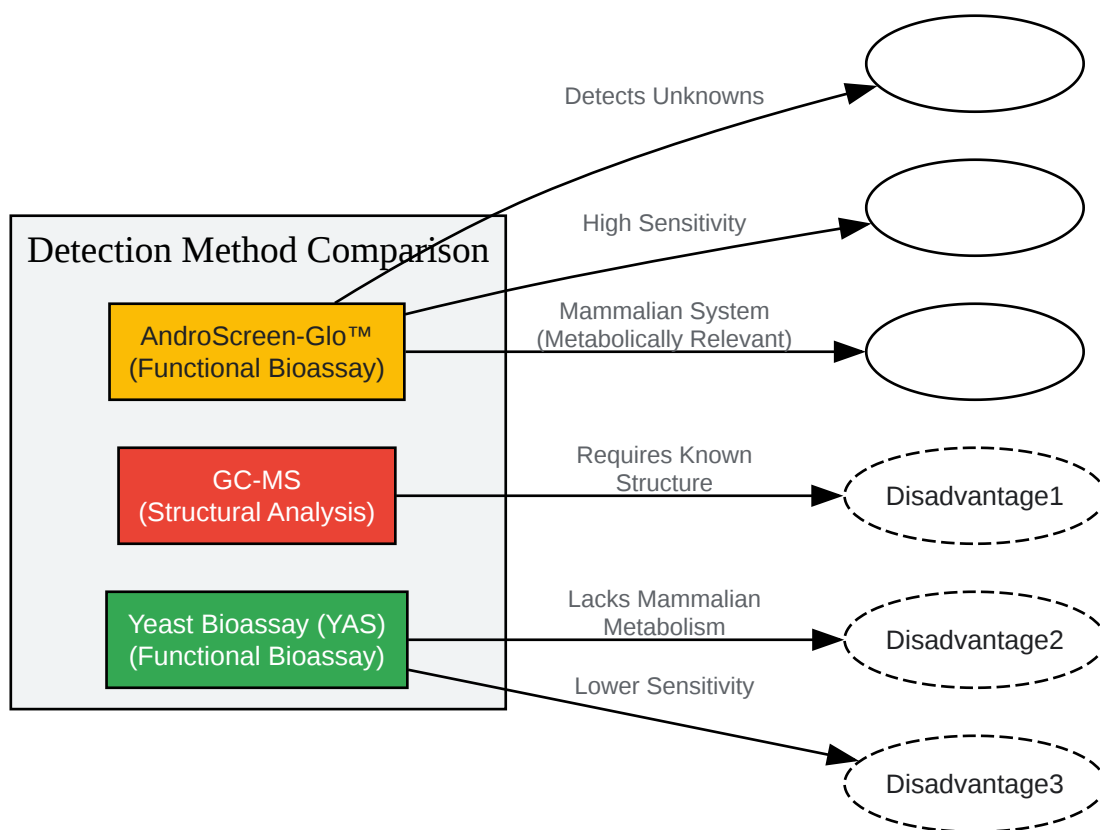 Detects Unknowns
High Sensitivity
Detection Method Comparison
AndroScreen-Glo™
(Functional Bioassay)
Mammalian System
(Metabolically Relevant)
GC-MS
(Structural Analysis)
Requires Known
Structure
Disadvantage1
Yeast Bioassay (YAS)
(Functional Bioassay)
Lacks Mammalian
Metabolism
Disadvantage2
Lower Sensitivity
Disadvantage3